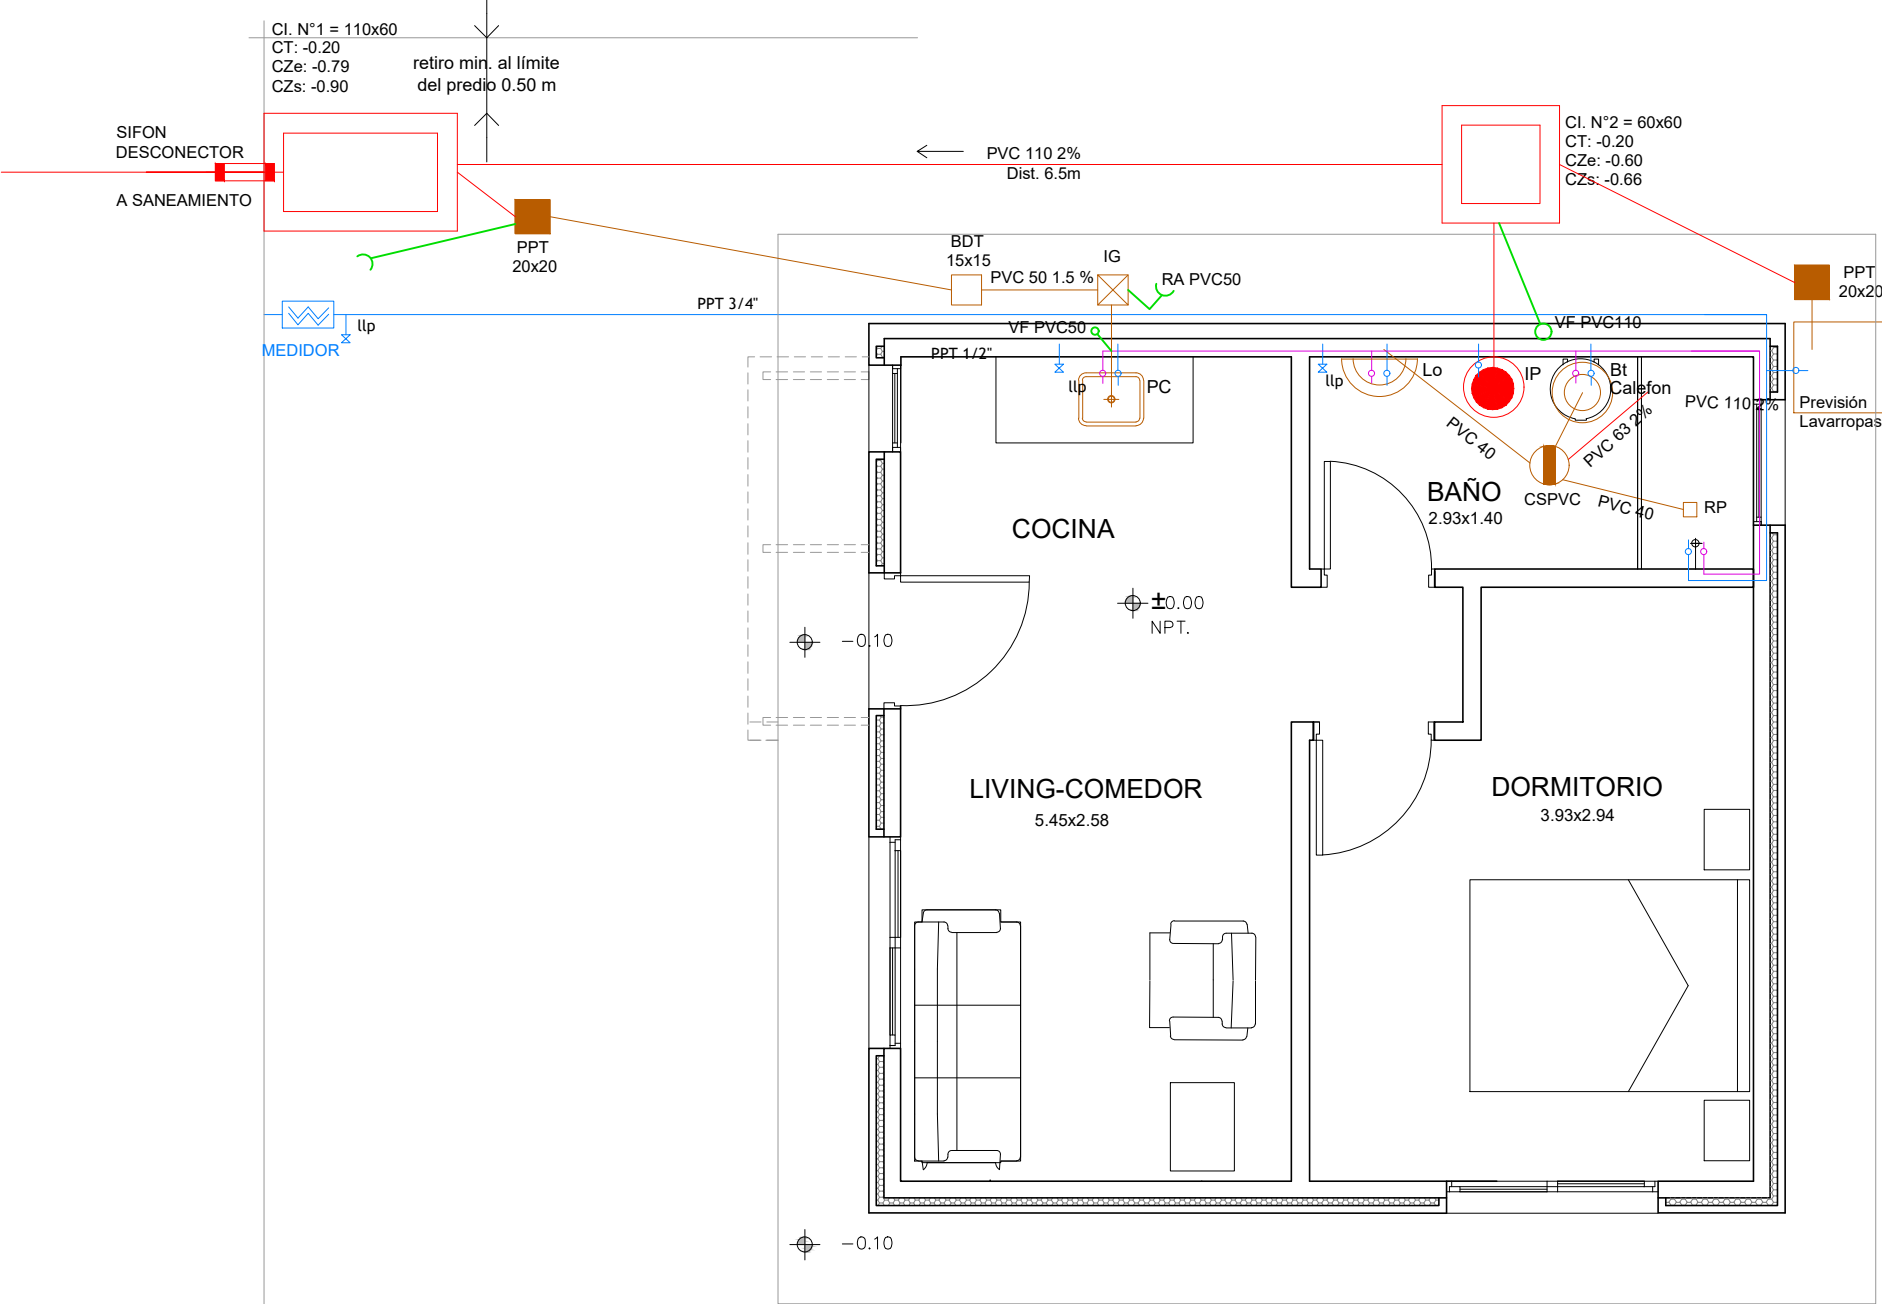 CI. N°1 = 110x60
CT: -0.20
CZe: -0.79
CZs: -0.90
retiro min. al límite
del predio 0.50 m
SIFON
DESCONECTOR
A SANEAMIENTO
PVC 110 2%
Dist. 6.5m
CI. N°2 = 60x60
CT: -0.20
CZe: -0.60
CZs: -0.66
PPT
20x20
BDT
15x15
PVC 50 1.5 %
IG
RA PVC50
PPT
20x20
PPT 3/4"
llp
MEDIDOR
VF PVC50
VF PVC110
PPT 1/2"
llp
PC
llp
Lo
IP
Bt
Calefon
PVC 110 2%
Previsión
Lavarropas
PVC 40
PVC 63 2%
CSPVC
PVC 40
RP
BAÑO
2.93x1.40
COCINA
±0.00
NPT.
-0.10
LIVING-COMEDOR
5.45x2.58
DORMITORIO
3.93x2.94
-0.10